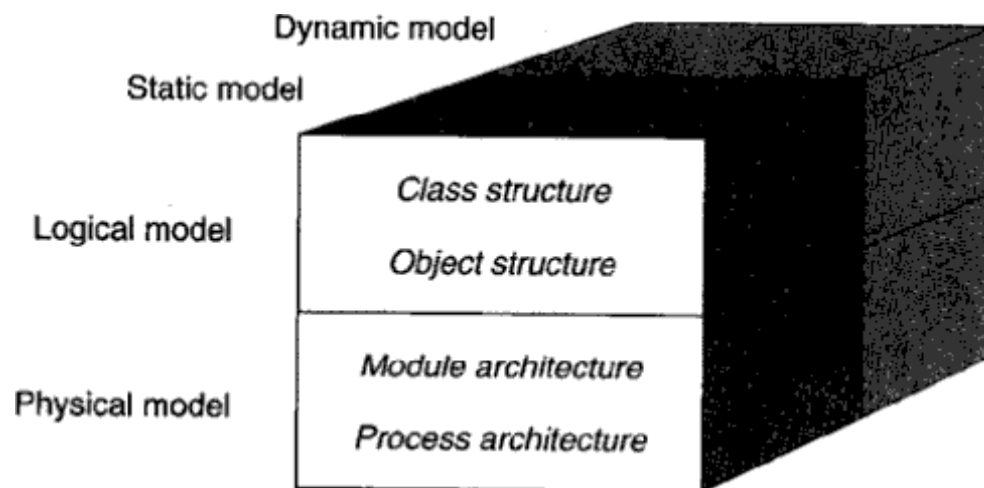 Dynamic model
Static model
Class structure
Logical model
Object structure
Module architecture
Physical model
Process architecture